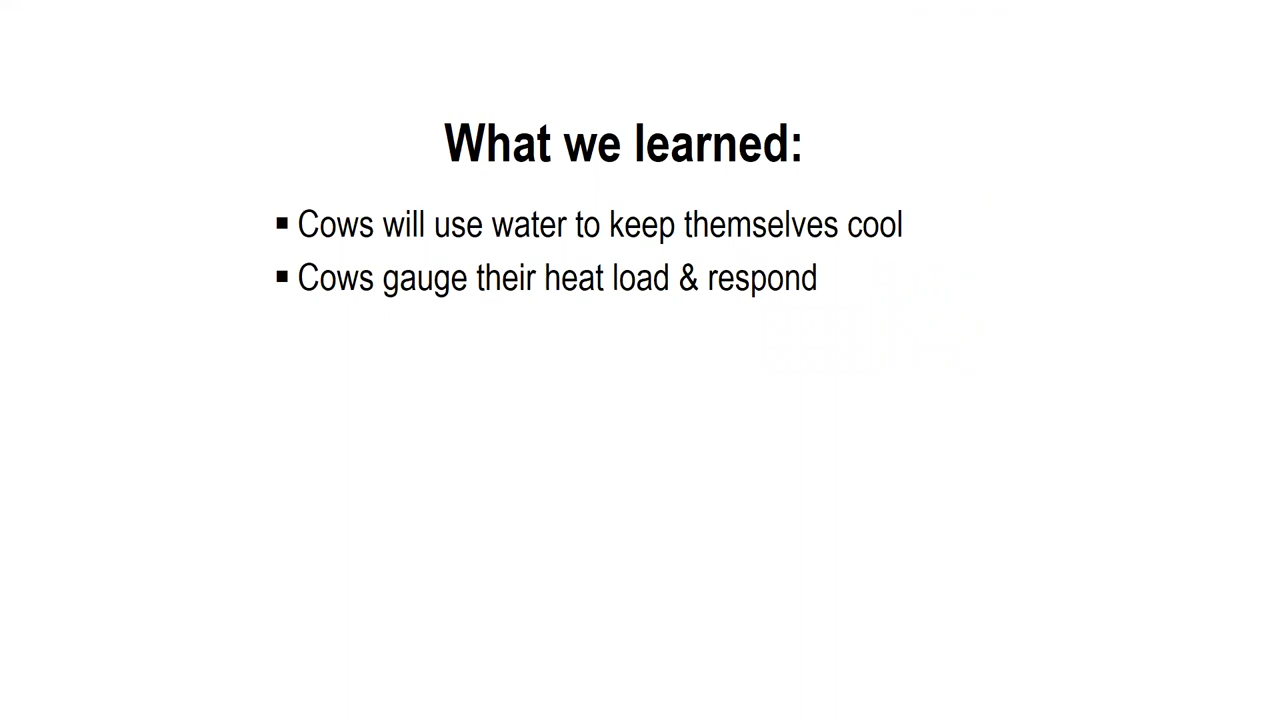 What we learned:
▪ Cows will use water to keep themselves cool
▪ Cows gauge their heat load & respond